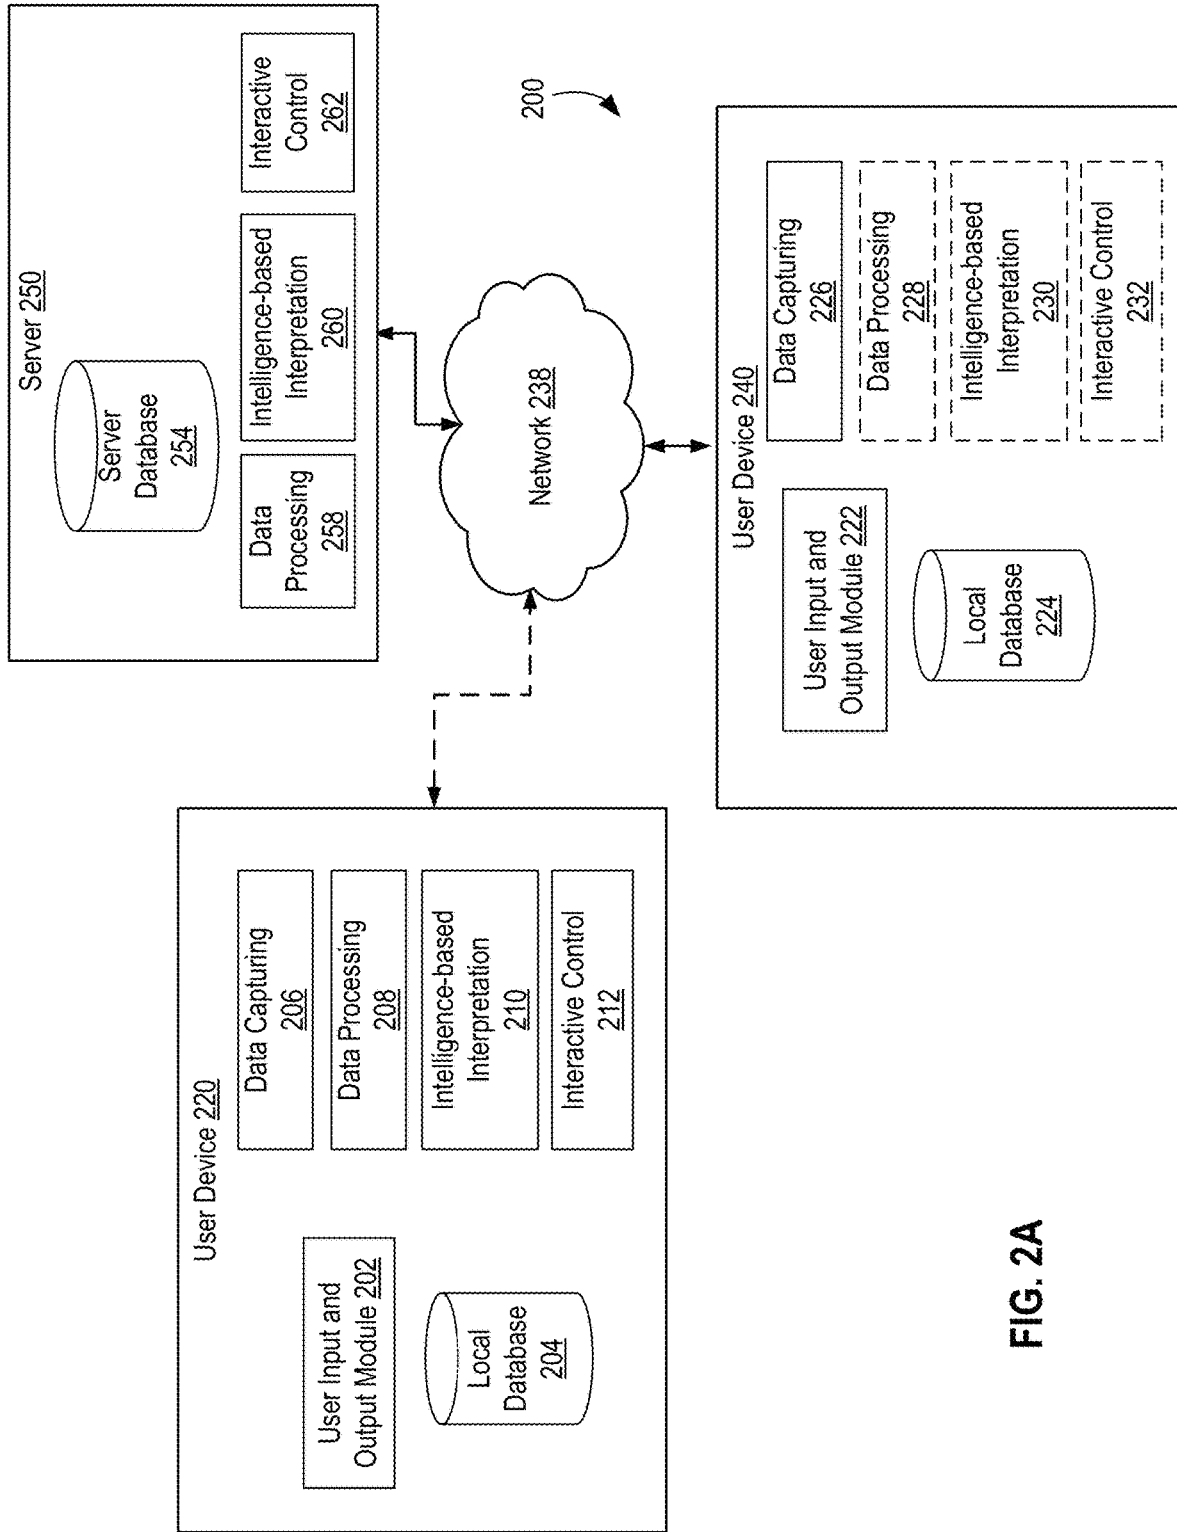 User Device 220
User Input and
Output Module 202
Local
Database
204
Data Capturing
206
Data Processing
208
Intelligence-based
Interpretation
210
Interactive Control
212
Server 250
Server
Database
254
Data
Processing
258
Intelligence-based
Interpretation
260
Interactive
Control
262
Network 238
200
User Device 240
User Input and
Output Module 222
Local
Database
224
Data Capturing
226
Data Processing
228
Intelligence-based
Interpretation
230
Interactive Control
232
FIG. 2A